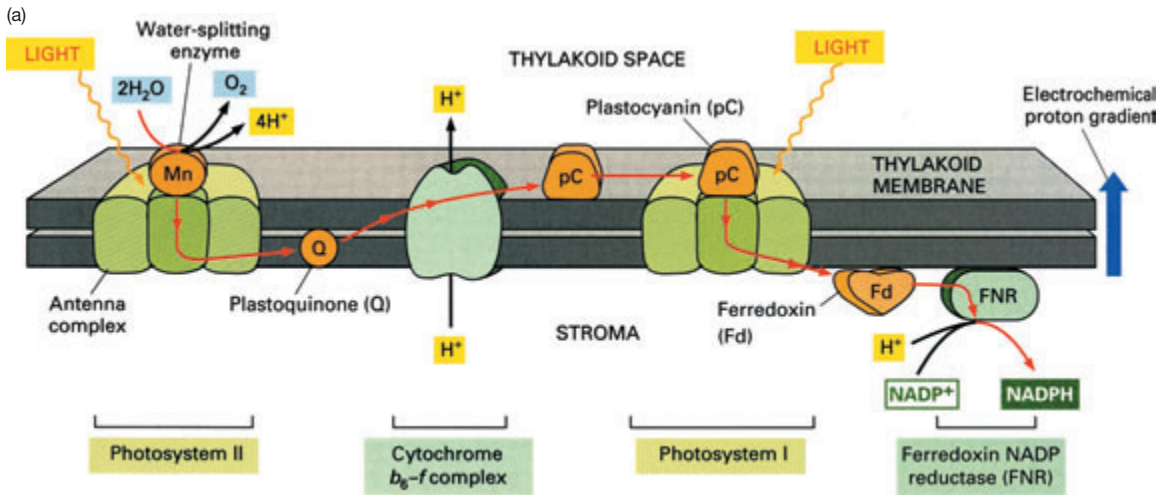 (a)
Water-splitting
enzyme
LIGHT
2H₂O
O₂
4H⁺
Mn
THYLAKOID SPACE
H⁺
LIGHT
Plastocyanin (pC)
Electrochemical
proton gradient
THYLAKOID
MEMBRANE
pC
pC
Q
Antenna
complex
Plastoquinone (Q)
H⁺
STROMA
Ferredoxin
(Fd)
Fd
FNR
H⁺
NADP⁺
NADPH
Photosystem II
Cytochrome
b₆–f complex
Photosystem I
Ferredoxin NADP
reductase (FNR)